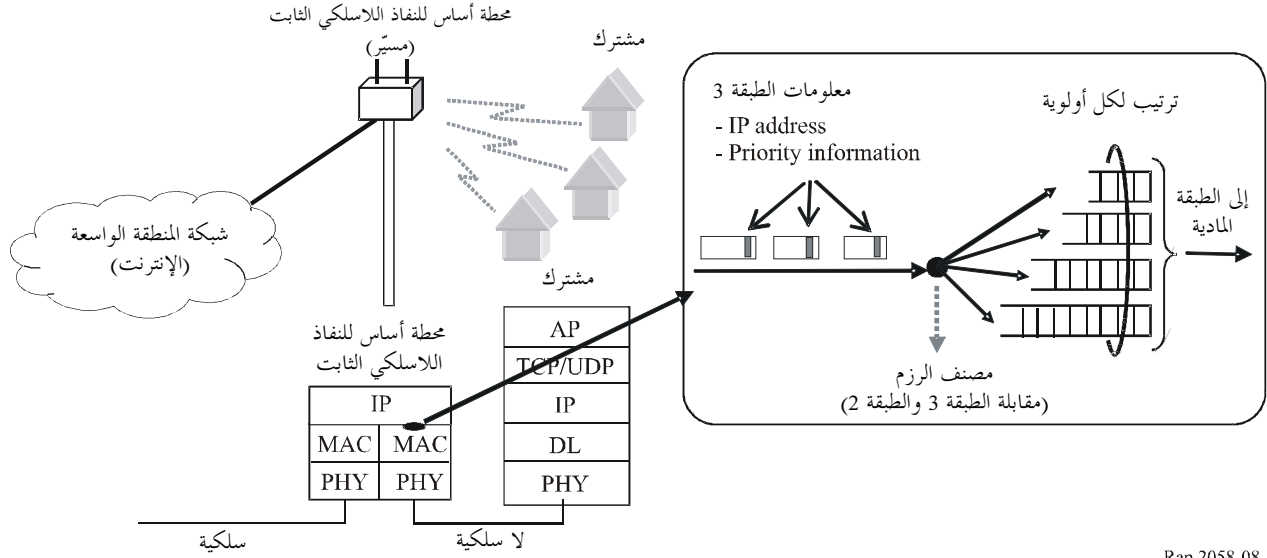 محطة أساس للنفاذ اللاسلكي الثابت
(مسيّر)
مشترك
شبكة المنطقة الواسعة
(الإنترنت)
مشترك
محطة أساس للنفاذ
اللاسلكي الثابت
IP
MAC MAC
PHY PHY
سلكية
لا سلكية
AP
TCP/UDP
IP
DL
PHY
معلومات الطبقة 3
- IP address
- Priority information
ترتيب لكل أولوية
إلى الطبقة
المادية
مصنف الرزم
(مقابلة الطبقة 3 والطبقة 2)
Rap 2058-08